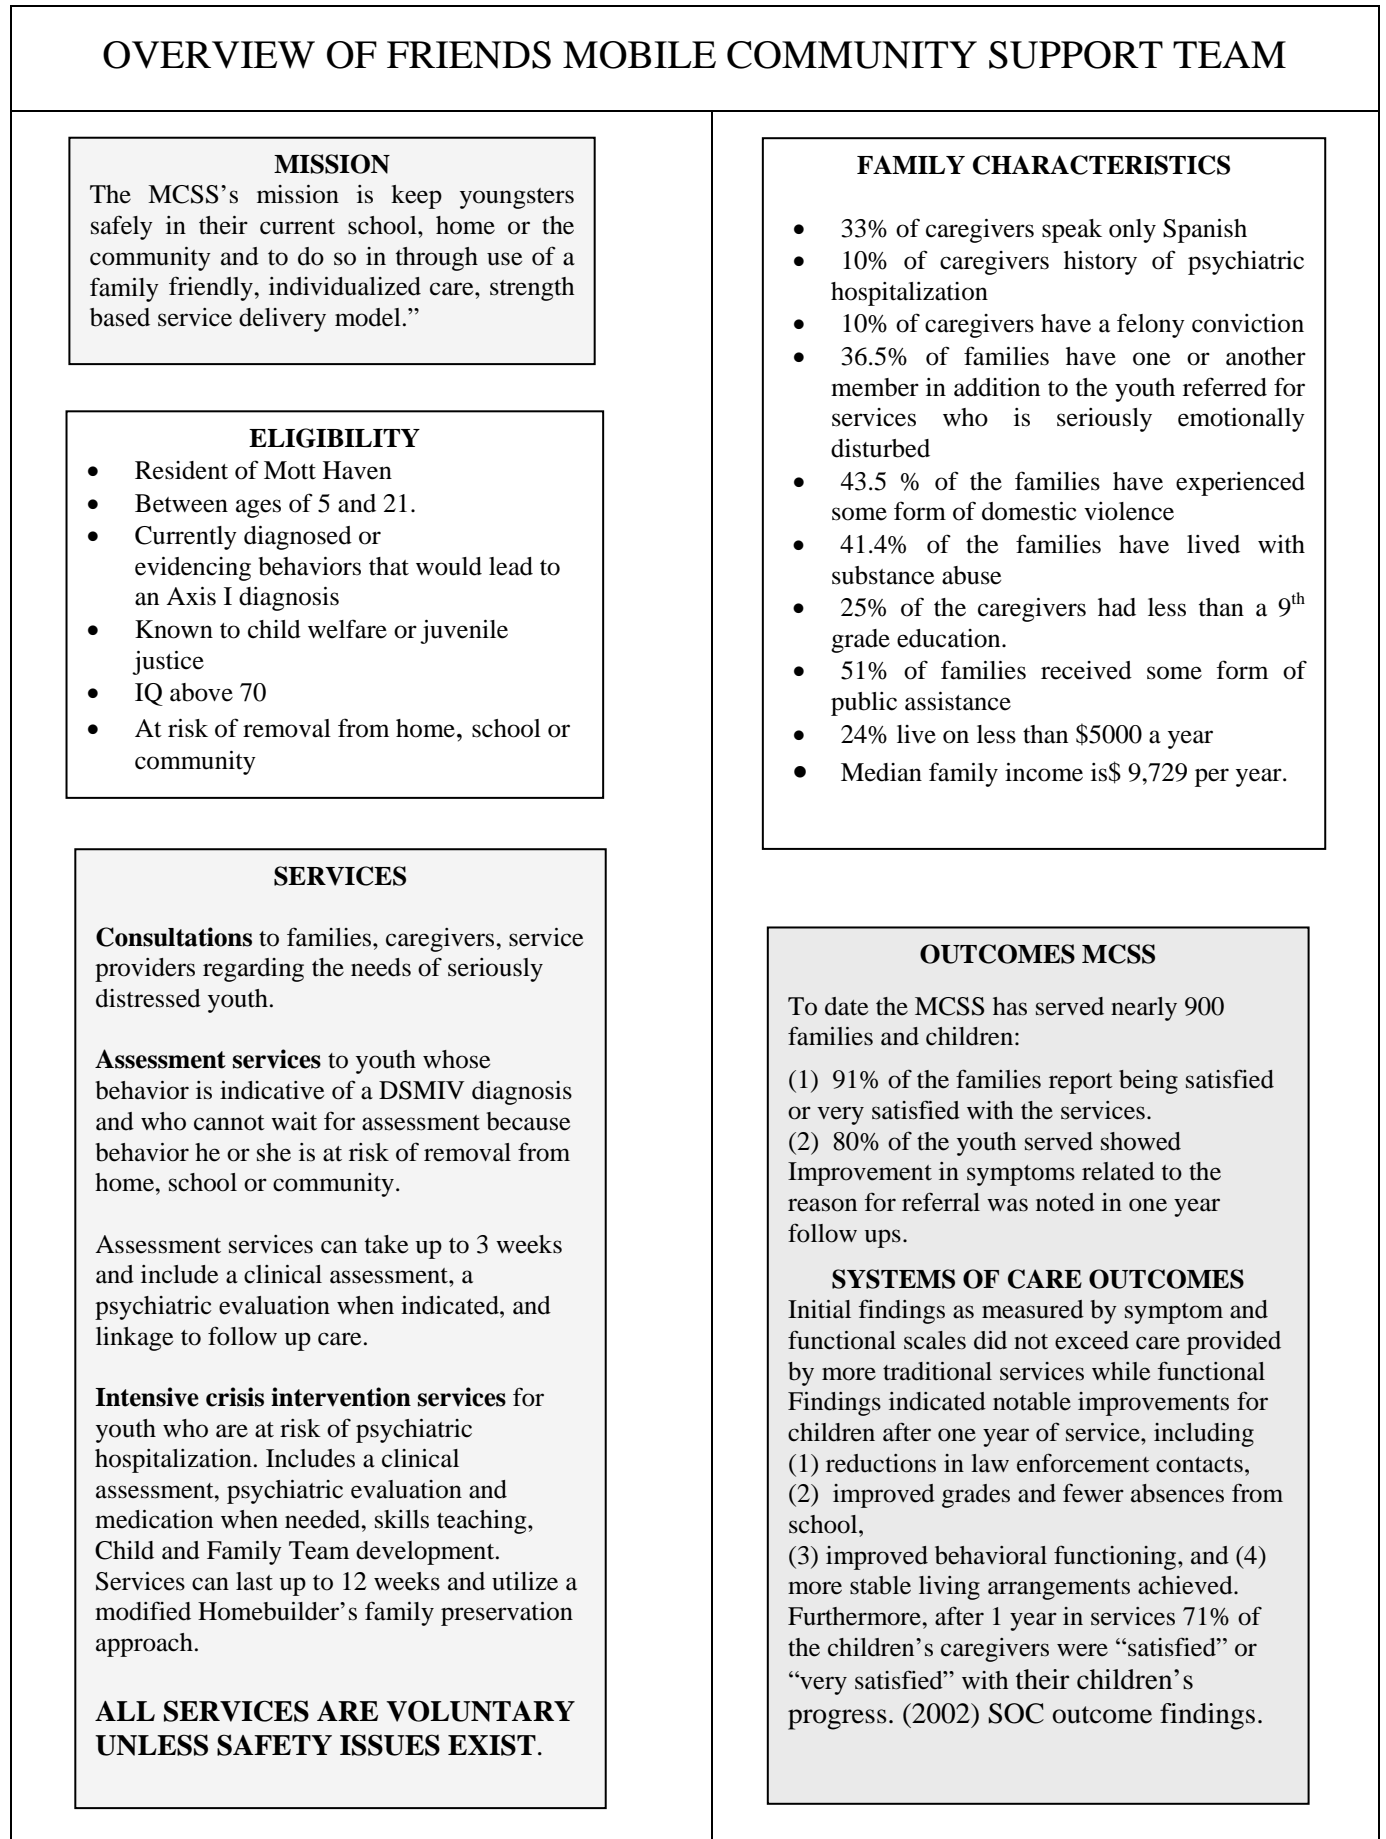 OVERVIEW OF FRIENDS MOBILE COMMUNITY SUPPORT TEAM
MISSION
The MCSS's mission is keep youngsters
safely in their current school, home or the
community and to do so in through use of a
family friendly, individualized care, strength
based service delivery model.”
ELIGIBILITY
• Resident of Mott Haven
• Between ages of 5 and 21.
• Currently diagnosed or
evidencing behaviors that would lead to
an Axis I diagnosis
• Known to child welfare or juvenile
justice
• IQ above 70
• At risk of removal from home, school or
community
SERVICES
Consultations to families, caregivers, service
providers regarding the needs of seriously
distressed youth.
Assessment services to youth whose
behavior is indicative of a DSMIV diagnosis
and who cannot wait for assessment because
behavior he or she is at risk of removal from
home, school or community.
Assessment services can take up to 3 weeks
and include a clinical assessment, a
psychiatric evaluation when indicated, and
linkage to follow up care.
Intensive crisis intervention services for
youth who are at risk of psychiatric
hospitalization. Includes a clinical
assessment, psychiatric evaluation and
medication when needed, skills teaching,
Child and Family Team development.
Services can last up to 12 weeks and utilize a
modified Homebuilder's family preservation
approach.
ALL SERVICES ARE VOLUNTARY
UNLESS SAFETY ISSUES EXIST.
FAMILY CHARACTERISTICS
• 33% of caregivers speak only Spanish
• 10% of caregivers history of psychiatric
hospitalization
• 10% of caregivers have a felony conviction
• 36.5% of families have one or another
member in addition to the youth referred for
services who is seriously emotionally
disturbed
• 43.5 % of the families have experienced
some form of domestic violence
• 41.4% of the families have lived with
substance abuse
• 25% of the caregivers had less than a 9th
grade education.
• 51% of families received some form of
public assistance
• 24% live on less than $5000 a year
• Median family income is$ 9,729 per year.
OUTCOMES MCSS
To date the MCSS has served nearly 900
families and children:
(1) 91% of the families report being satisfied
or very satisfied with the services.
(2) 80% of the youth served showed
Improvement in symptoms related to the
reason for referral was noted in one year
follow ups.
SYSTEMS OF CARE OUTCOMES
Initial findings as measured by symptom and
functional scales did not exceed care provided
by more traditional services while functional
Findings indicated notable improvements for
children after one year of service, including
(1) reductions in law enforcement contacts,
(2) improved grades and fewer absences from
school,
(3) improved behavioral functioning, and (4)
more stable living arrangements achieved.
Furthermore, after 1 year in services 71% of
the children's caregivers were “satisfied” or
“very satisfied” with their children's
progress. (2002) SOC outcome findings.